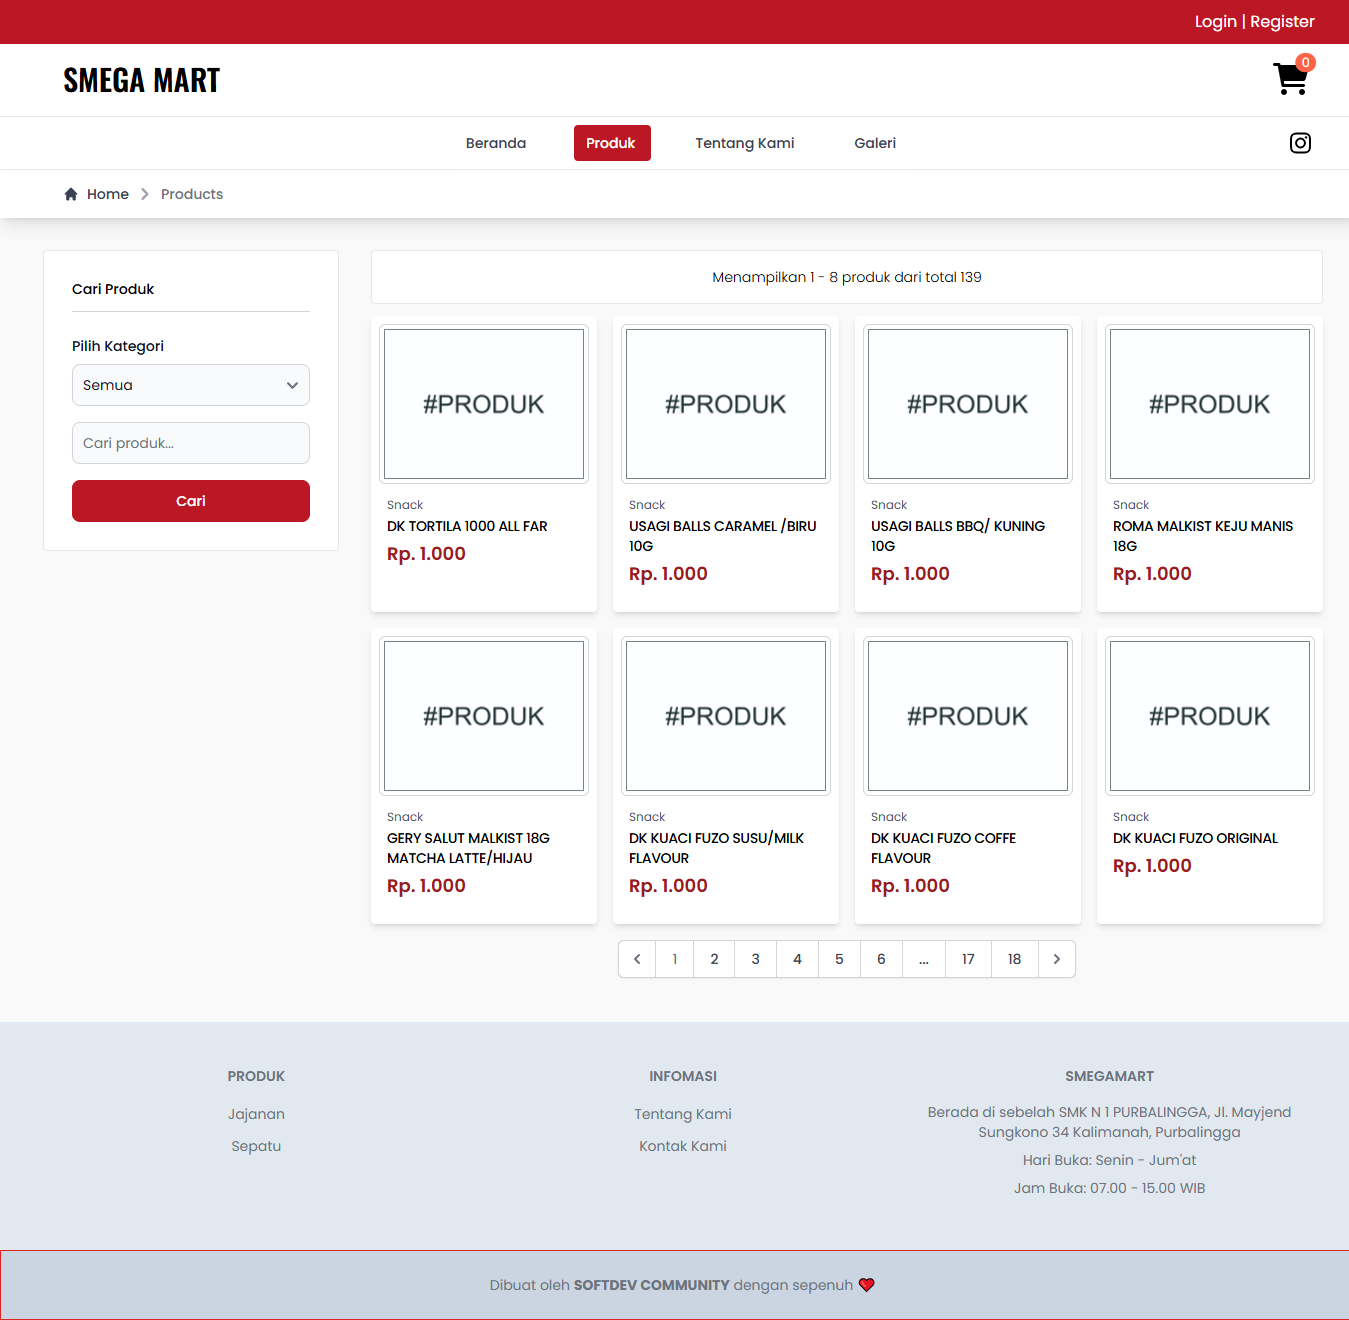 Login | Register
SMEGA MART
0
Beranda
Produk
Tentang Kami
Galeri
Home
Products
Cari Produk
Pilih Kategori
Semua
Cari produk...
Cari
Menampilkan 1 - 8 produk dari total 139
#PRODUK
Snack
DK TORTILA 1000 ALL FAR
Rp. 1.000
#PRODUK
Snack
USAGI BALLS CARAMEL /BIRU
10G
Rp. 1.000
#PRODUK
Snack
USAGI BALLS BBQ/ KUNING
10G
Rp. 1.000
#PRODUK
Snack
ROMA MALKIST KEJU MANIS
18G
Rp. 1.000
#PRODUK
Snack
GERY SALUT MALKIST 18G
MATCHA LATTE/HIJAU
Rp. 1.000
#PRODUK
Snack
DK KUACI FUZO SUSU/MILK
FLAVOUR
Rp. 1.000
#PRODUK
Snack
DK KUACI FUZO COFFE
FLAVOUR
Rp. 1.000
#PRODUK
Snack
DK KUACI FUZO ORIGINAL
Rp. 1.000
1 2 3 4 5 6 ... 17 18
PRODUK
Jajanan
Sepatu
INFOMASI
Tentang Kami
Kontak Kami
SMEGAMART
Berada di sebelah SMK N 1 PURBALINGGA, Jl. Mayjend
Sungkono 34 Kalimanah, Purbalingga
Hari Buka: Senin - Jum'at
Jam Buka: 07.00 - 15.00 WIB
Dibuat oleh SOFTDEV COMMUNITY dengan sepenuh ❤️